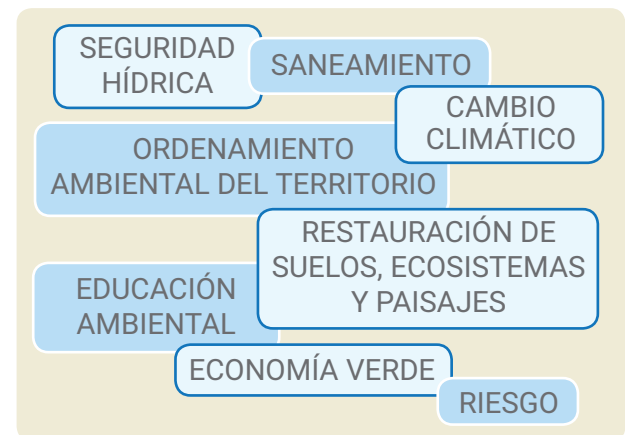 SEGURIDAD
HÍDRICA
SANEAMIENTO
CAMBIO
CLIMÁTICO
ORDENAMIENTO
AMBIENTAL DEL TERRITORIO
RESTAURACIÓN DE
SUELOS, ECOSISTEMAS
Y PAISAJES
EDUCACIÓN
AMBIENTAL
ECONOMÍA VERDE
RIESGO